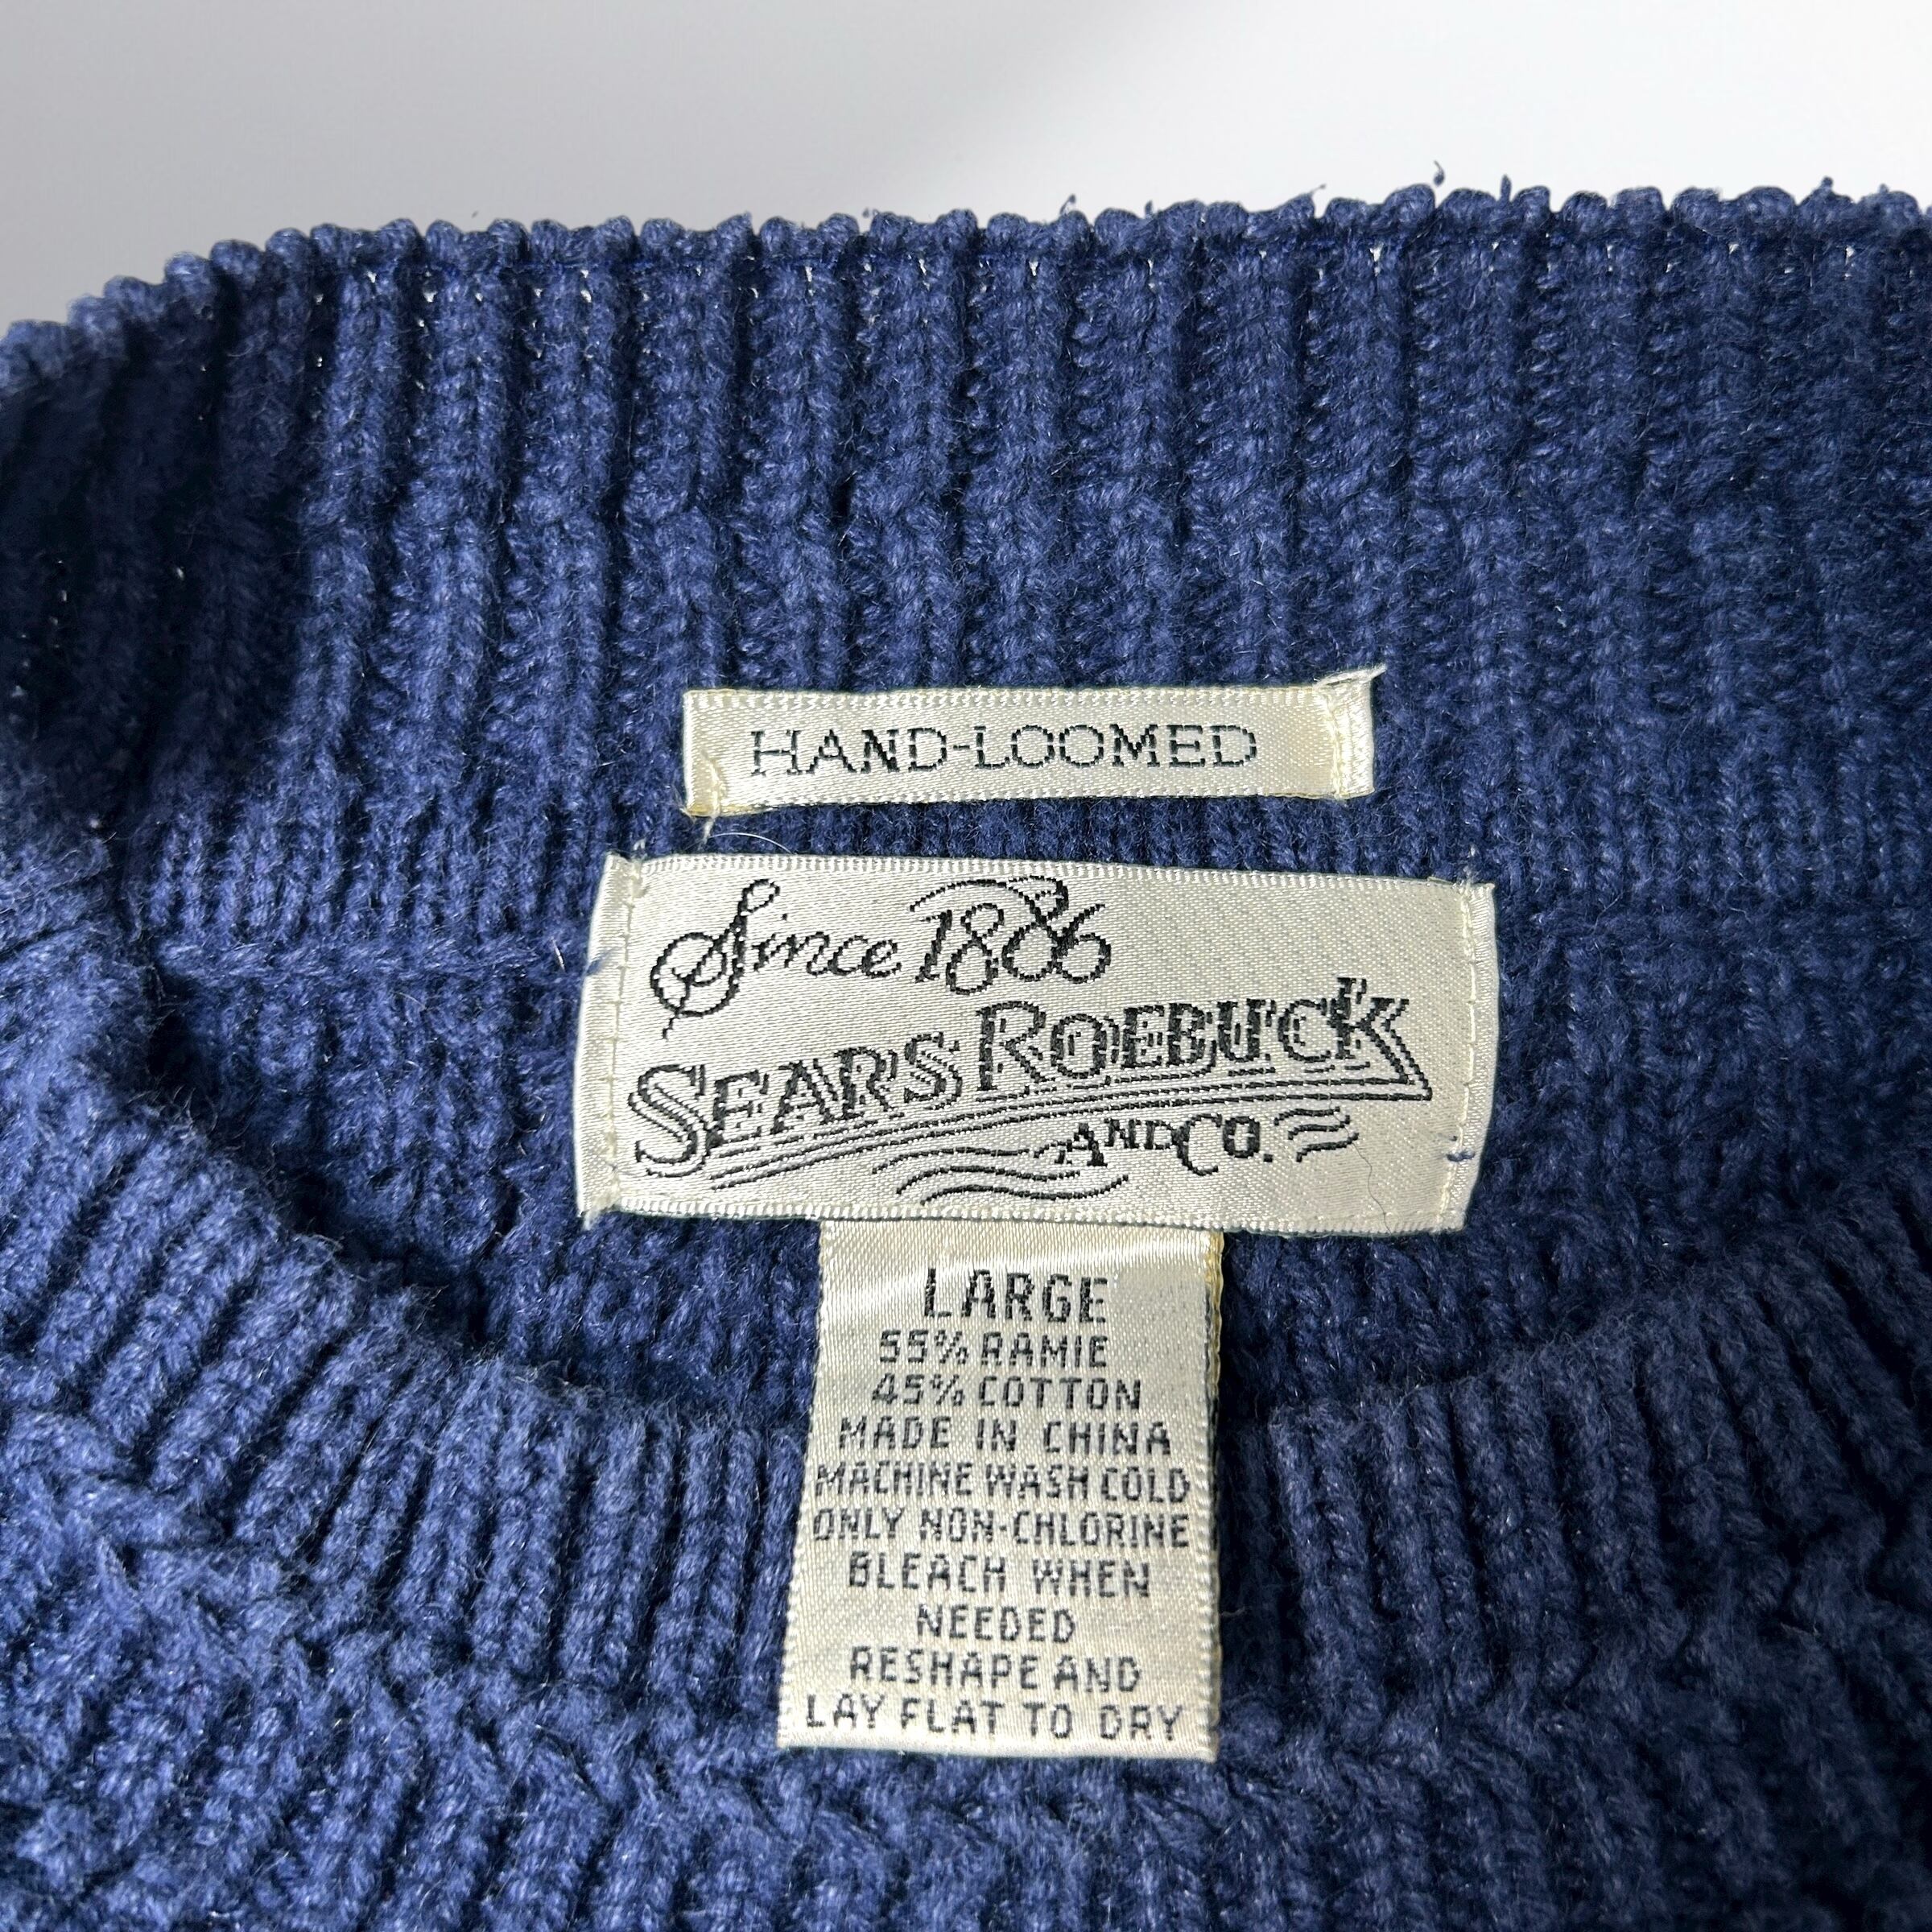 HAND-LOOMED
Since 1886
SEARS ROEBUCK
AND CO.
LARGE
55% RAMIE
45% COTTON
MADE IN CHINA
MACHINE WASH COLD
ONLY NON-CHLORINE
BLEACH WHEN
NEEDED
RESHAPE AND
LAY FLAT TO DRY